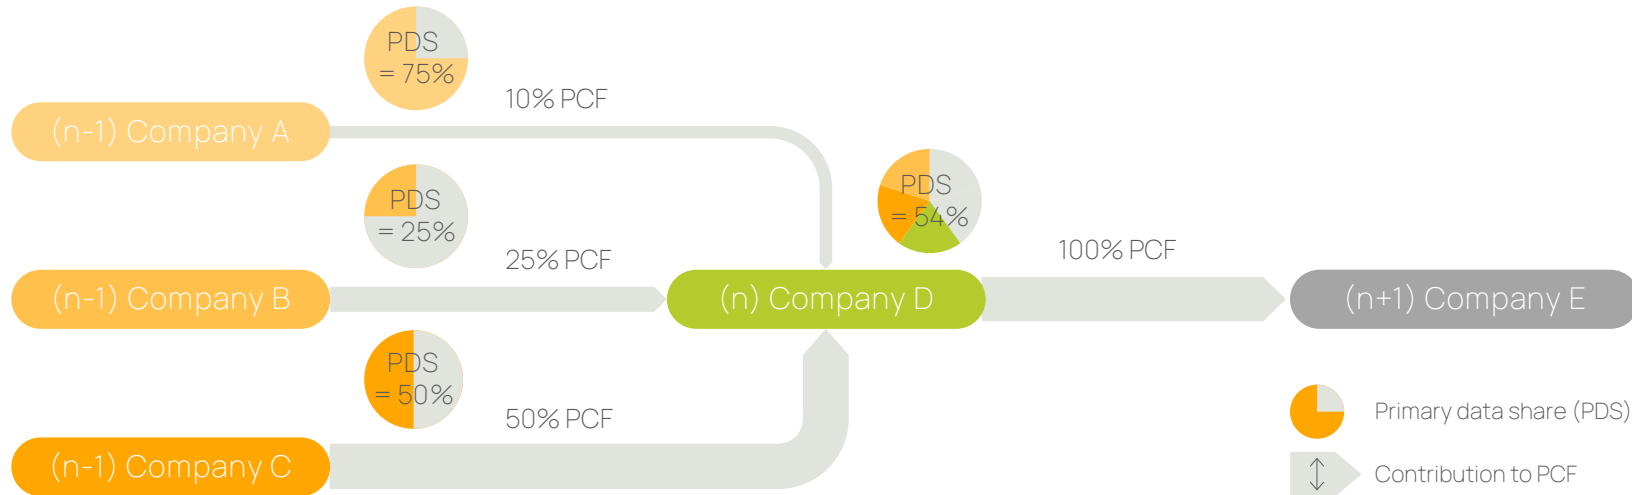 PDS
= 75%
10% PCF
(n-1) Company A
PDS
= 25%
25% PCF
(n-1) Company B
PDS
= 50%
50% PCF
(n-1) Company C
PDS
= 54%
(n) Company D
100% PCF
(n+1) Company E
Primary data share (PDS)
Contribution to PCF